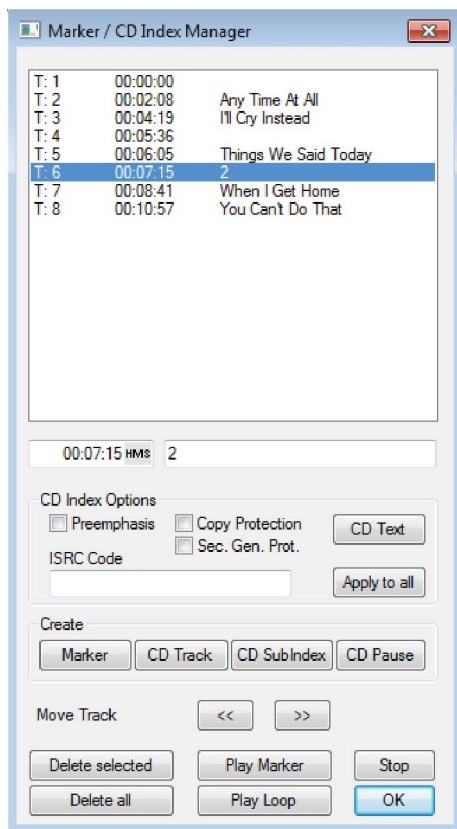 Marker / CD Index Manager
T: 1 00:00:00
T: 2 00:02:08 Any Time At All
T: 3 00:04:19 I'll Cry Instead
T: 4 00:05:36
T: 5 00:06:05 Things We Said Today
T: 6 00:07:15 2
T: 7 00:08:41 When I Get Home
T: 8 00:10:57 You Can't Do That
00:07:15 HMS 2
CD Index Options
Preemphasis Copy Protection CD Text
Sec. Gen. Prot.
ISRC Code
Apply to all
Create
Marker CD Track CD SubIndex CD Pause
Move Track << >>
Delete selected Play Marker Stop
Delete all Play Loop OK